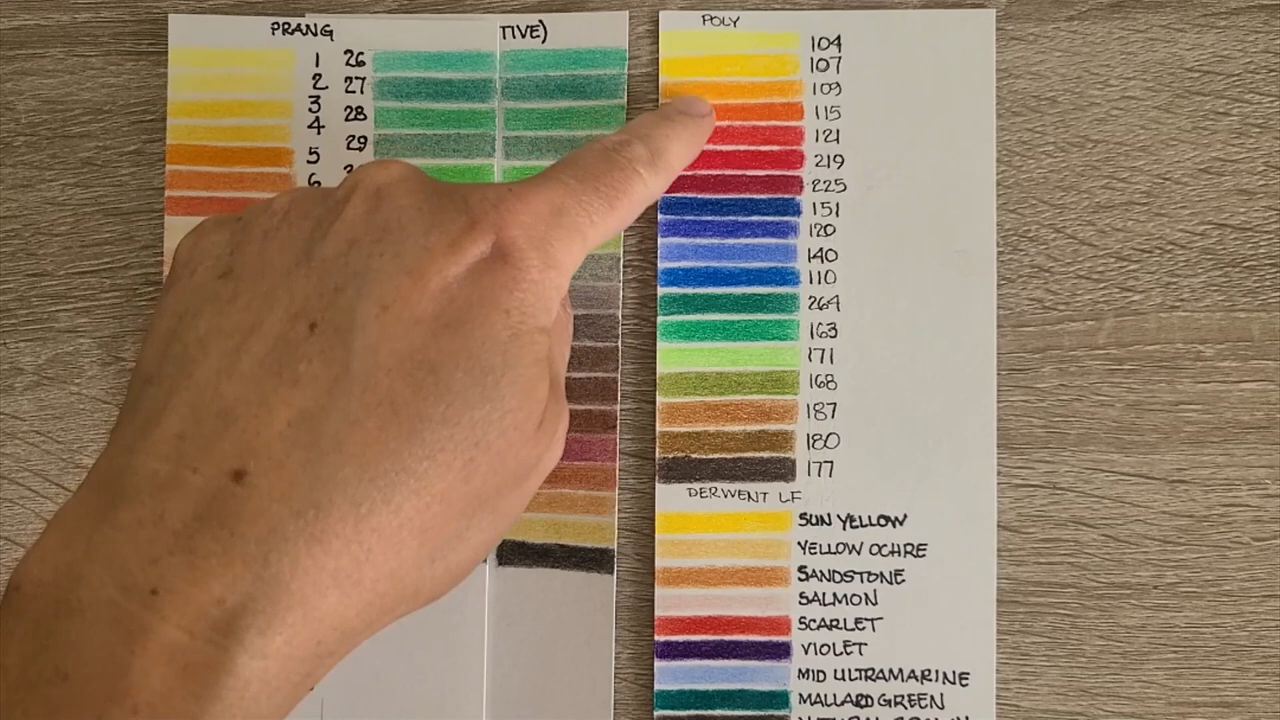 PRANG
TIVE)
1
2
3
4
5
6
26
27
28
29
POLY
104
107
109
115
121
219
225
151
120
140
110
264
163
171
168
187
180
177
DERWENT LF
SUN YELLOW
YELLOW OCHRE
SANDSTONE
SALMON
SCARLET
VIOLET
MID ULTRAMARINE
MALLARD GREEN